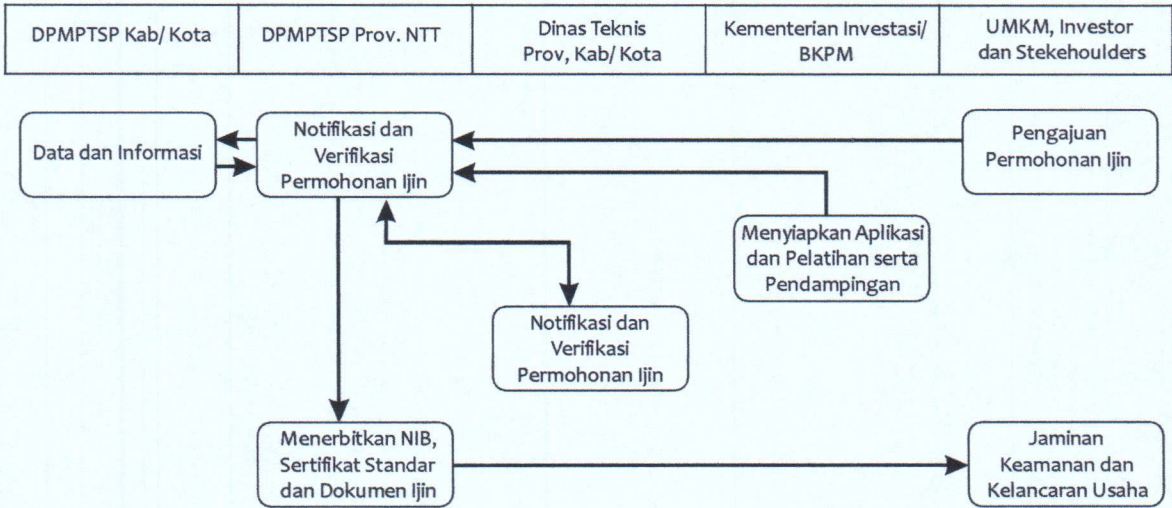 DPMPTSP Kab/ Kota
DPMPTSP Prov. NTT
Dinas Teknis
Prov, Kab/ Kota
Kementerian Investasi/
BKPM
UMKM, Investor
dan Stekehoulders
Data dan Informasi
Notifikasi dan
Verifikasi
Permohonan Ijin
Pengajuan
Permohonan Ijin
Menyiapkan Aplikasi
dan Pelatihan serta
Pendampingan
Notifikasi dan
Verifikasi
Permohonan Ijin
Menerbitkan NIB,
Sertifikat Standar
dan Dokumen Ijin
Jaminan
Keamanan dan
Kelancaran Usaha